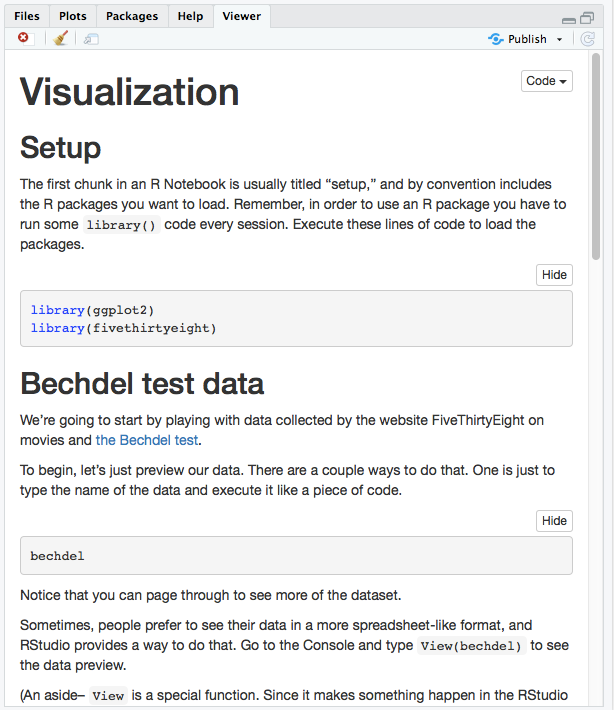 Files Plots Packages Help Viewer
Publish
Visualization
Code
Setup
The first chunk in an R Notebook is usually titled “setup,” and by convention includes
the R packages you want to load. Remember, in order to use an R package you have to
run some library() code every session. Execute these lines of code to load the
packages.
Hide
library(ggplot2)
library(fivethirtyeight)
Bechdel test data
We’re going to start by playing with data collected by the website FiveThirtyEight on
movies and the Bechdel test.
To begin, let’s just preview our data. There are a couple ways to do that. One is just to
type the name of the data and execute it like a piece of code.
Hide
bechdel
Notice that you can page through to see more of the dataset.
Sometimes, people prefer to see their data in a more spreadsheet-like format, and
RStudio provides a way to do that. Go to the Console and type View(bechdel) to see
the data preview.
(An aside– View is a special function. Since it makes something happen in the RStudio